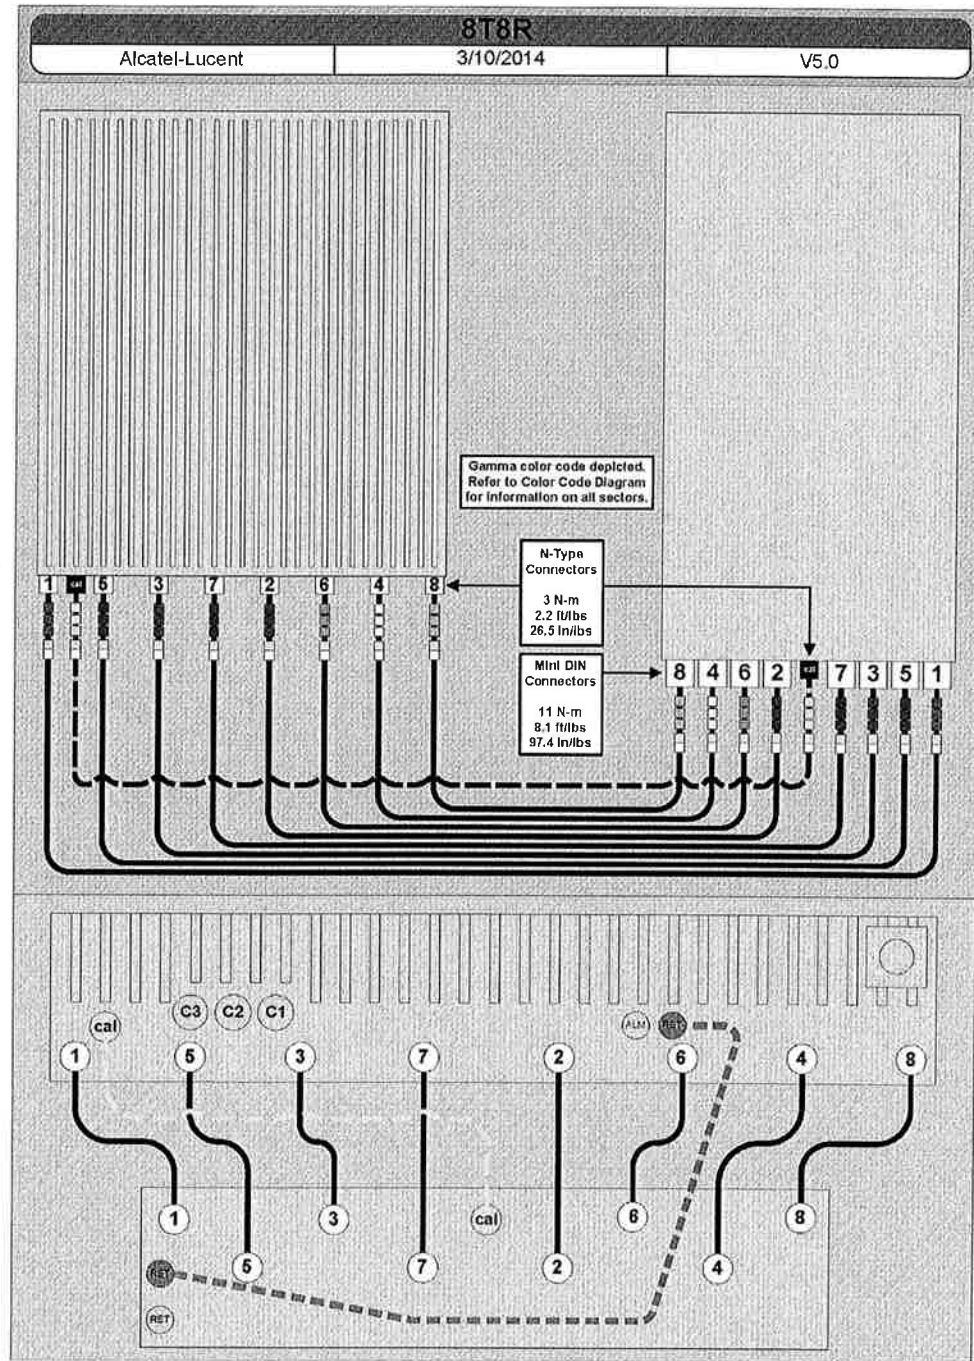 8T8R
Alcatel-Lucent 3/10/2014 V5.0
Gamma color code depicted.
Refer to Color Code Diagram
for information on all sectors.
N-Type
Connectors
3 N-m
2.2 ft/lbs
26.5 In/lbs
1 cal 5 3 7 2 6 4 8
Mini DIN
Connectors
11 N-m
8.1 ft/lbs
97.4 In/lbs
8 4 6 2 cal 7 3 5 1
C3 C2 C1
cal ALM RET
1 5 3 7 2 6 4 8
1 3 cal 6 8
5 7 2 4
RET
RET